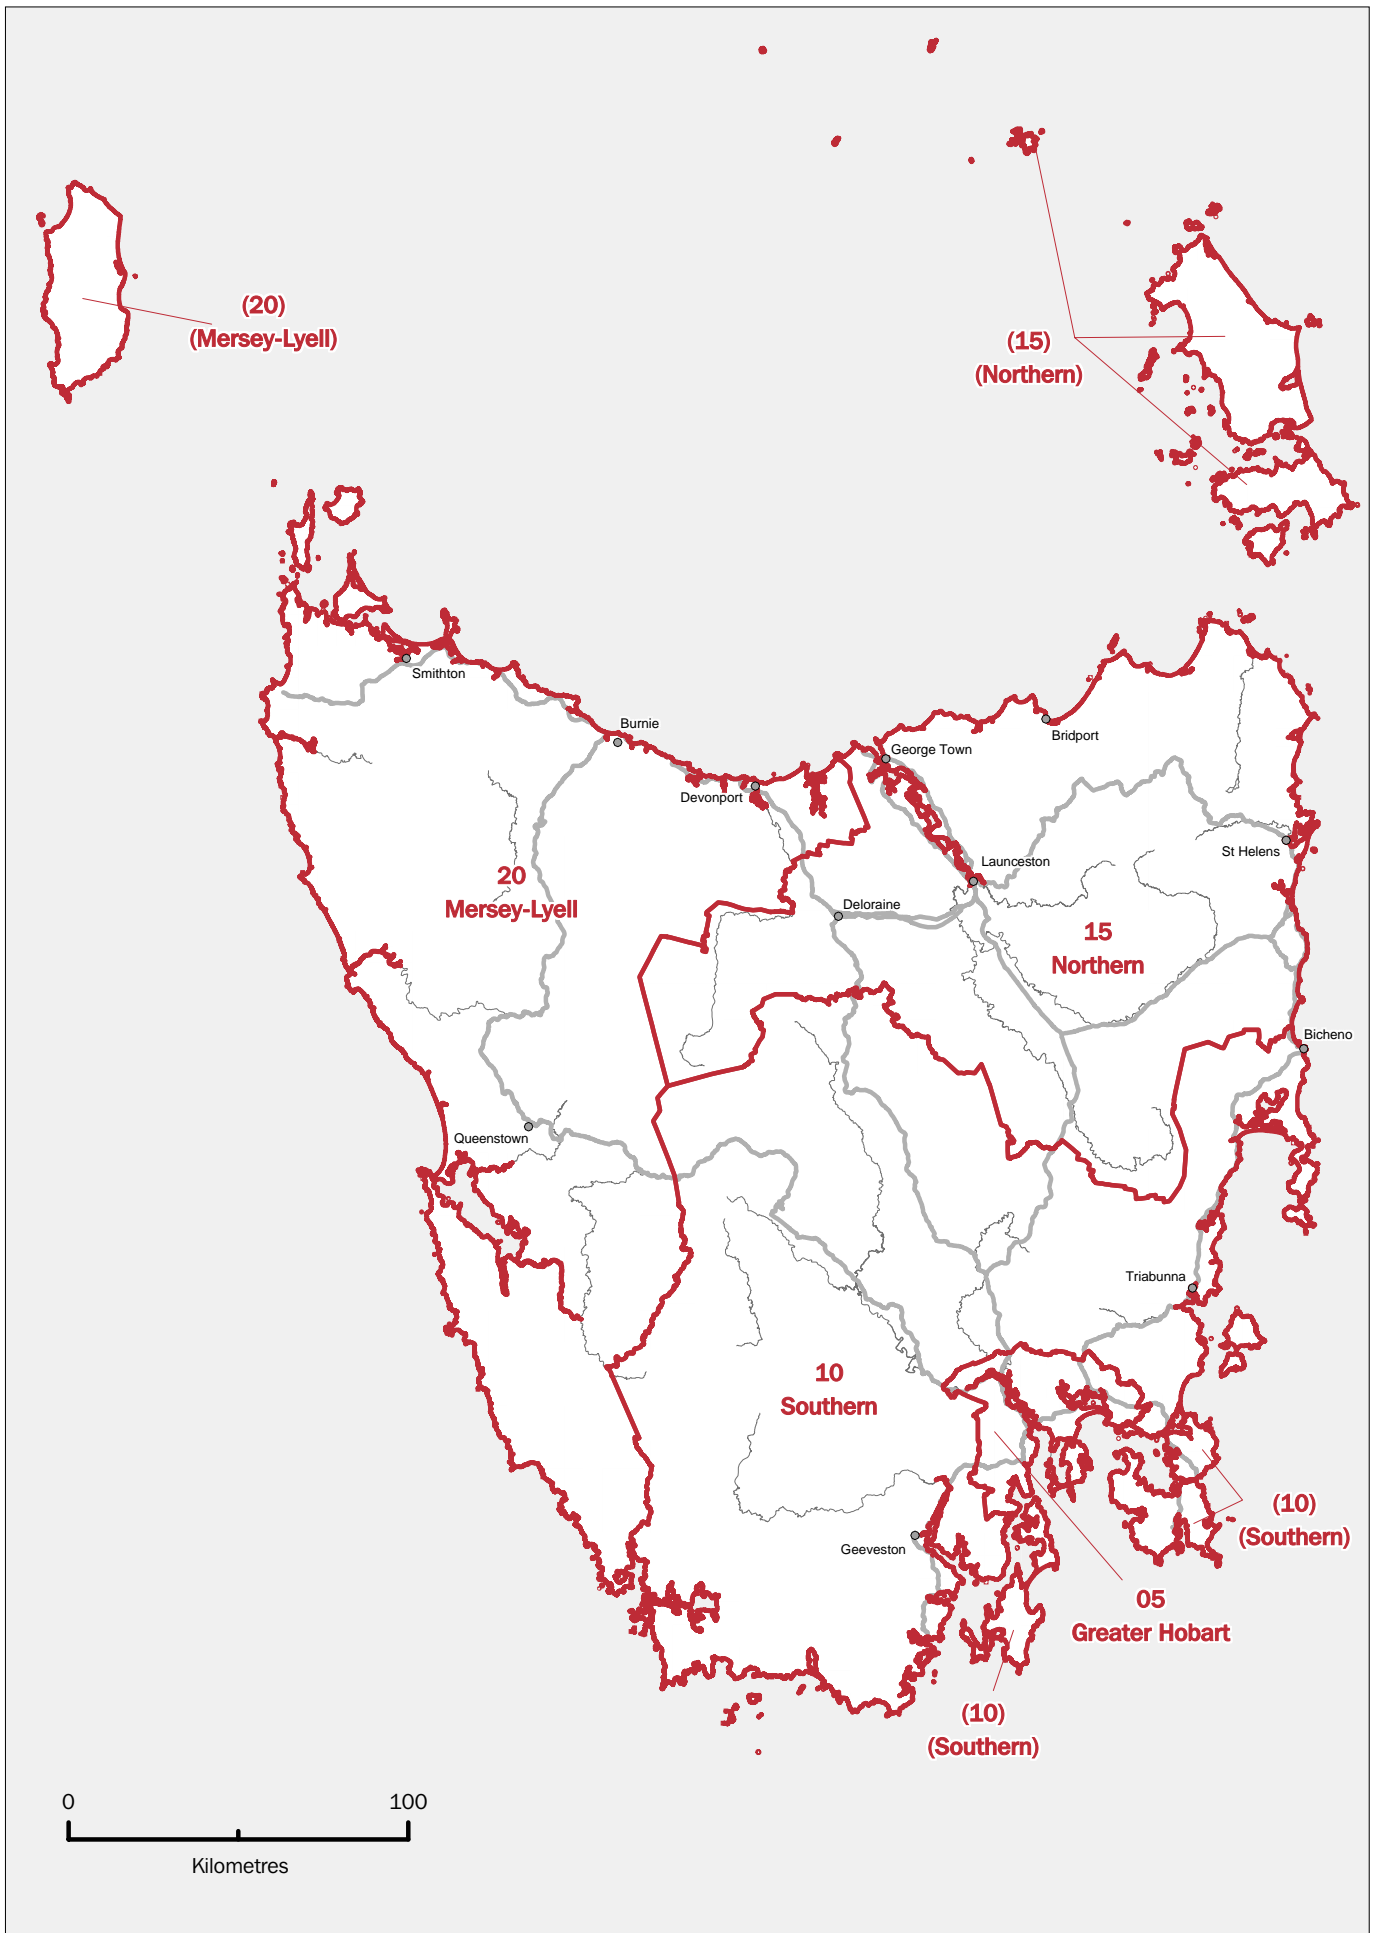 (20)
(Mersey-Lyell)
(15)
(Northern)
Smithton
Burnie
Bridport
George Town
Devonport
St Helens
Launceston
20
Mersey-Lyell
Deloraine
15
Northern
Bicheno
Queenstown
Triabunna
10
Southern
(10)
(Southern)
Geeveston
05
Greater Hobart
(10)
(Southern)
0 100
Kilometres